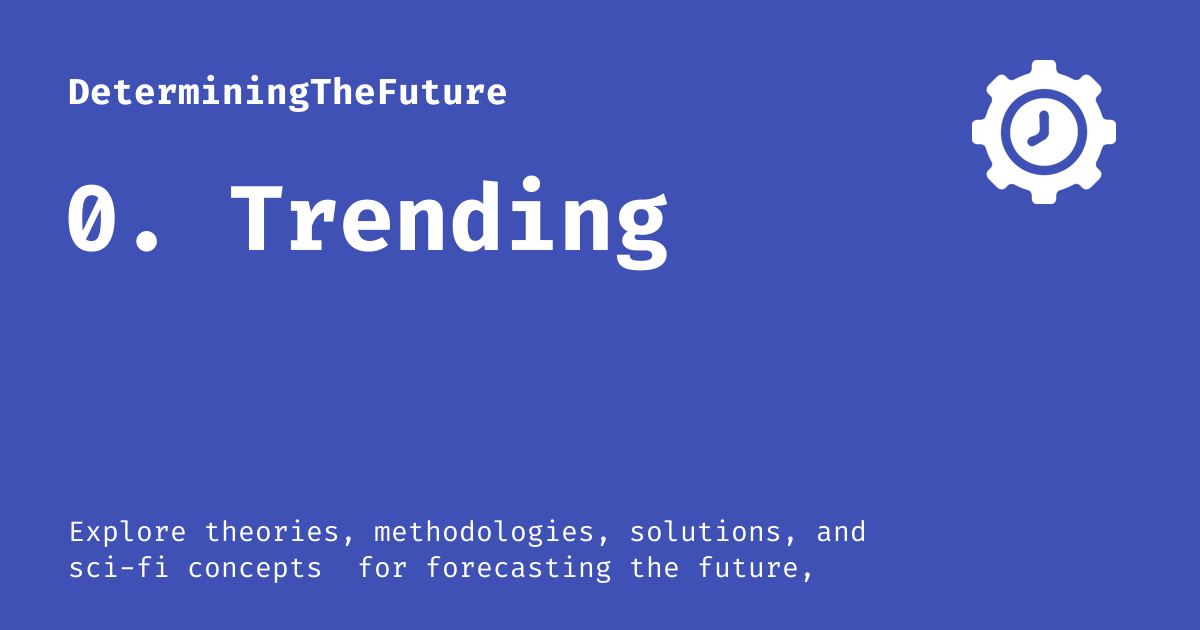 DeterminingTheFuture
0. Trending
Explore theories, methodologies, solutions, and
sci-fi concepts  for forecasting the future,